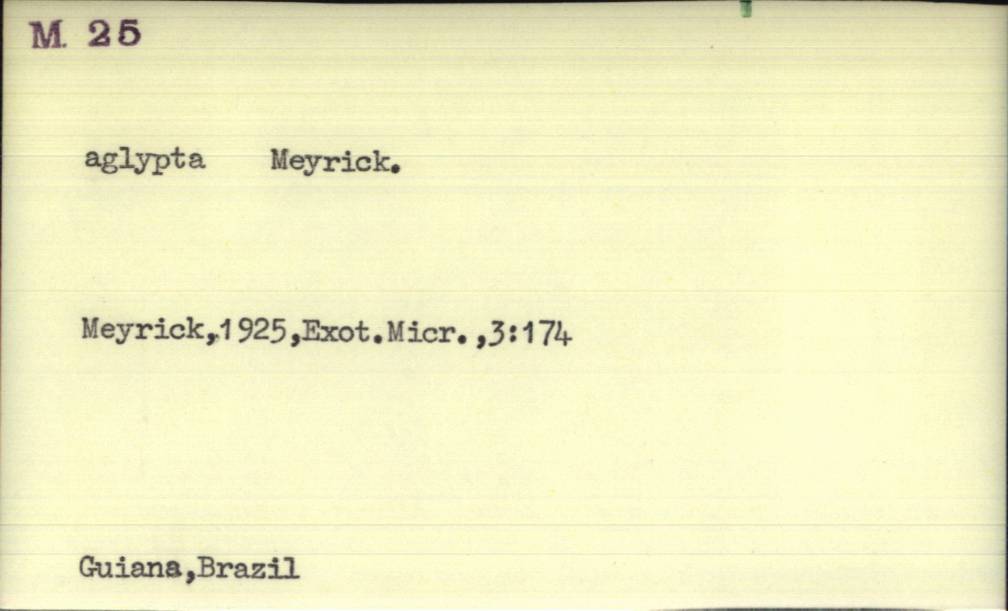 M. 25
aglypta Meyrick.
Meyrick,1925,Exot.Micr.,3:174
Guiana,Brazil